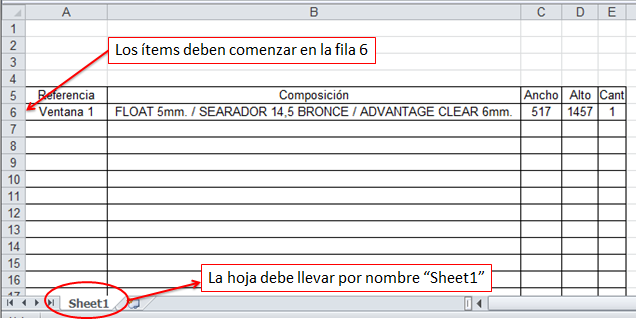 A B C D E
1
2 Los ítems deben comenzar en la fila 6
3
4
5 Referencia Composición Ancho Alto Cant
6 Ventana 1 FLOAT 5mm. / SEARADOR 14,5 BRONCE / ADVANTAGE CLEAR 6mm. 517 1457 1
7
8
9
10
11
12
13
14
15
16 La hoja debe llevar por nombre “Sheet1”
17
Sheet1